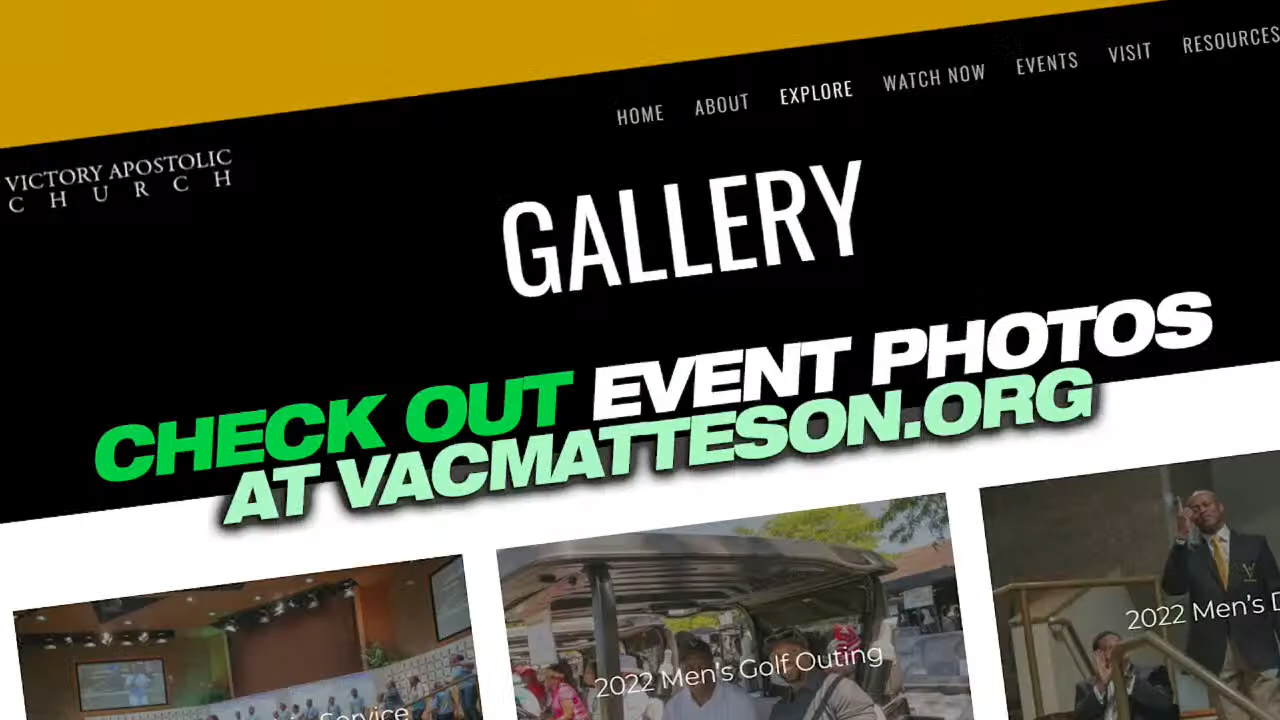 HOME ABOUT EXPLORE WATCH NOW EVENTS VISIT RESOURCES
VICTORY APOSTOLIC
CHURCH
GALLERY
CHECK OUT EVENT PHOTOS
AT VACMATTESON.ORG
Service
2022 Men's Golf Outing
2022 Men's D